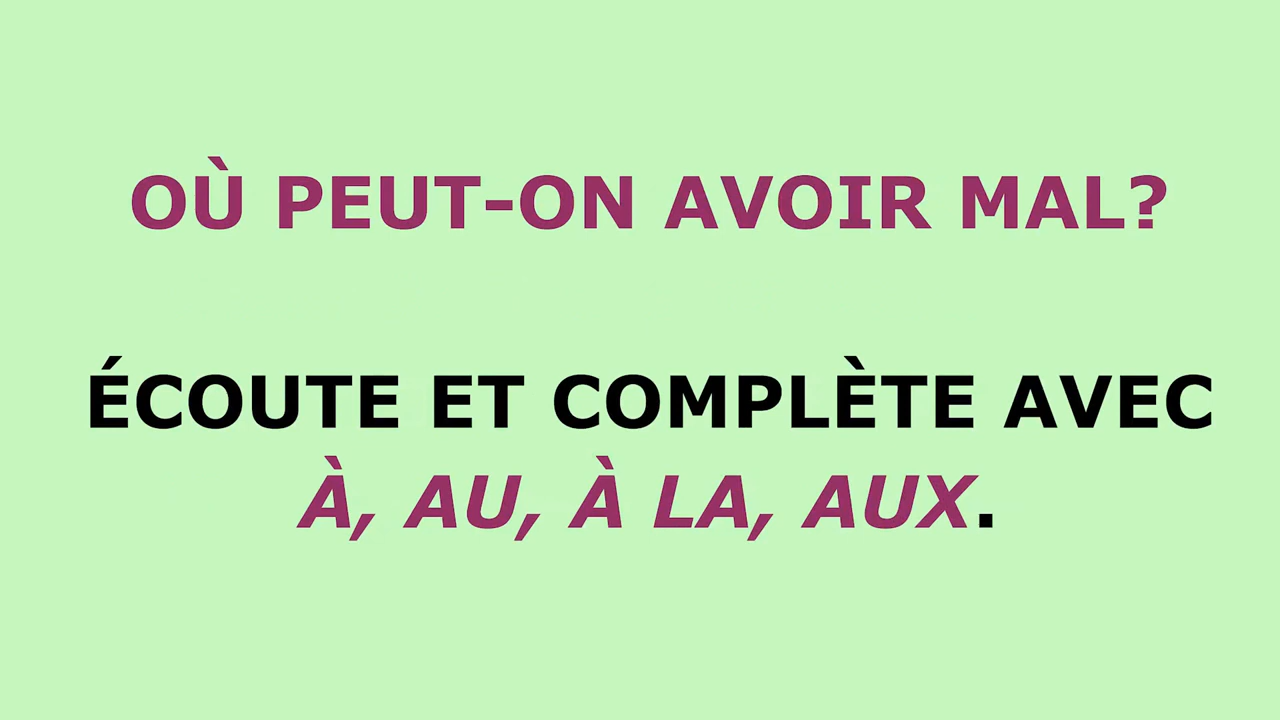 OÙ PEUT-ON AVOIR MAL?
ÉCOUTE ET COMPLÈTE AVEC
À, AU, À LA, AUX.